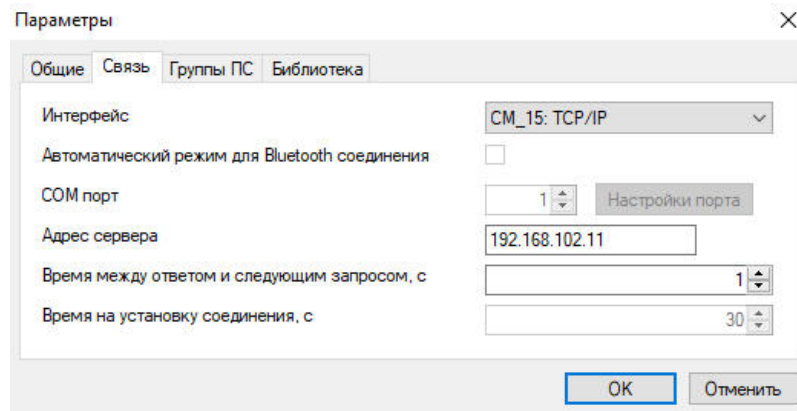 Параметры
Общие Связь Группы ПС Библиотека
Интерфейс CM_15: TCP/IP
Автоматический режим для Bluetooth соединения
COM порт 1 Настройки порта
Адрес сервера 192.168.102.11
Время между ответом и следующим запросом, с 1
Время на установку соединения, с 30
OK Отменить